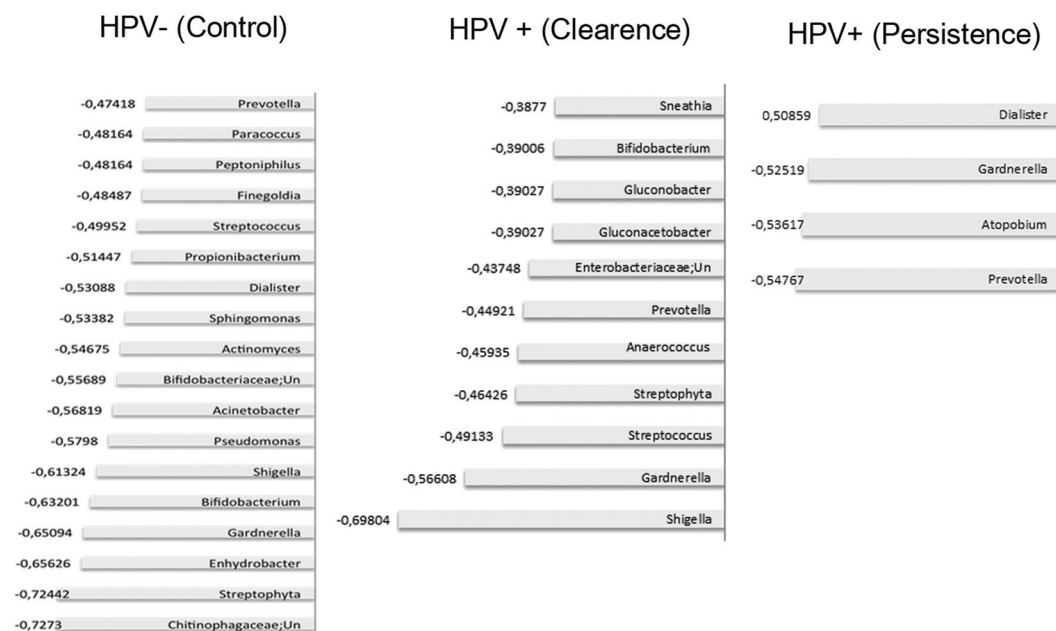 HPV- (Control)
-0,47418 Prevotella
-0,48164 Paracoccus
-0,48164 Peptoniphilus
-0,48487 Finegoldia
-0,49952 Streptococcus
-0,51447 Propionibacterium
-0,53088 Dialister
-0,53382 Sphingomonas
-0,54675 Actinomyces
-0,55689 Bifidobacteriaceae;Un
-0,56819 Acinetobacter
-0,5798 Pseudomonas
-0,61324 Shigella
-0,63201 Bifidobacterium
-0,65094 Gardnerella
-0,65626 Enhydrobacter
-0,72442 Streptophyta
-0,7273 Chitinophagaceae;Un
HPV + (Clearence)
-0,3877 Sneathia
-0,39006 Bifidobacterium
-0,39027 Gluconobacter
-0,39027 Gluconacetobacter
-0,43748 Enterobacteriaceae;Un
-0,44921 Prevotella
-0,45935 Anaerococcus
-0,46426 Streptophyta
-0,49133 Streptococcus
-0,56608 Gardnerella
-0,69804 Shigella
HPV+ (Persistence)
0,50859 Dialister
-0,52519 Gardnerella
-0,53617 Atopobium
-0,54767 Prevotella